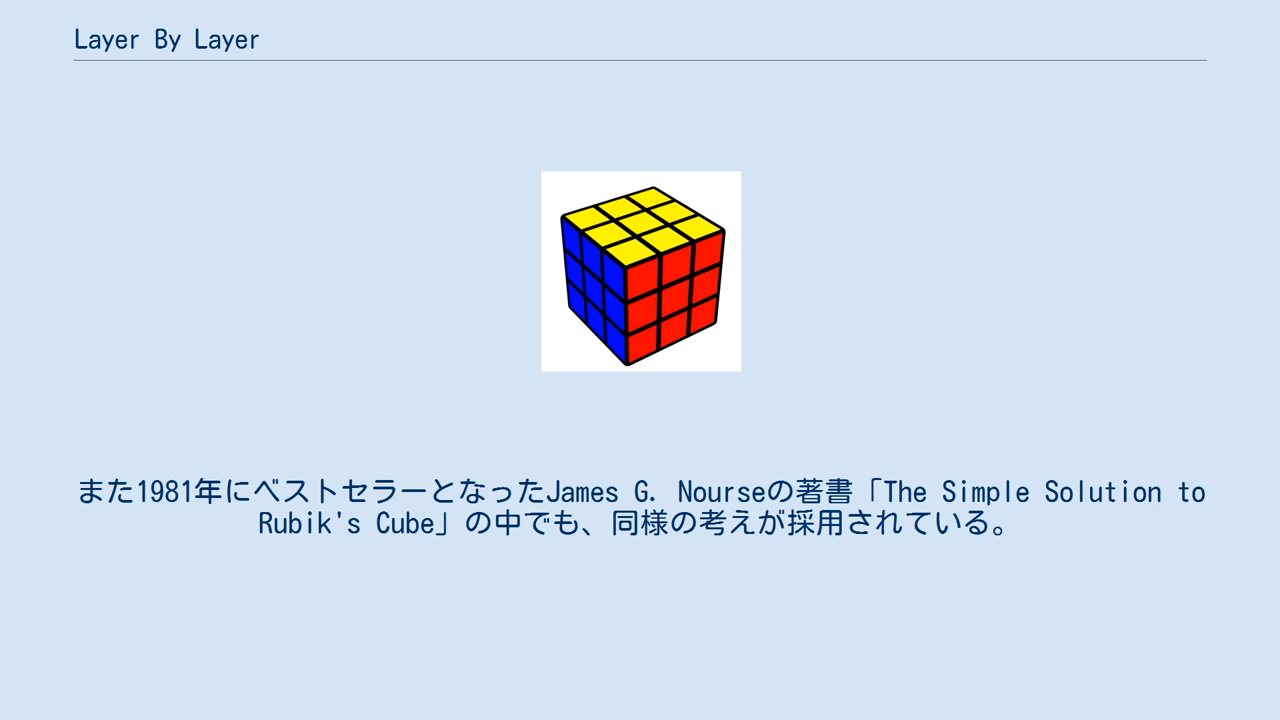 Layer By Layer
また1981年にベストセラーとなったJames G. Nourseの著書「The Simple Solution to
Rubik's Cube」の中でも、同様の考えが採用されている。